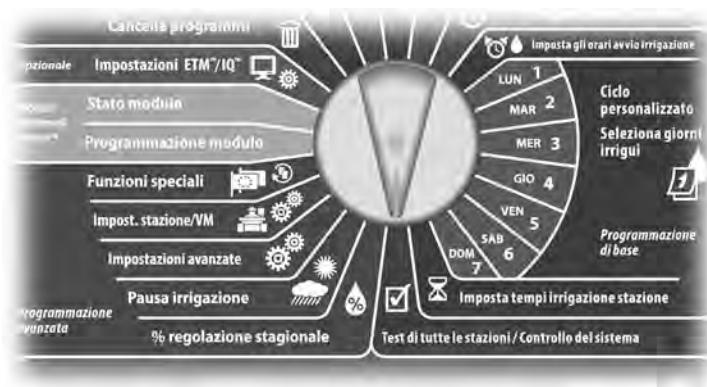 Cancella programmi
Impostazioni ETM™/IQ™
Stato modulo
Programmazione modulo
Funzioni speciali
Impost. stazione/VM
Impostazioni avanzate
Pausa irrigazione
% regolazione stagionale
%
Imposta gli orari avvio irrigazione
LUN 1
MAR 2
MER 3
GIO 4
VEN 5
SAB 6
DOM 7
Ciclo
personalizzato
Seleziona giorni
irrigui
1
Programmazione
di base
Imposta tempi irrigazione stazione
Test di tutte le stazioni / Controllo del sistema